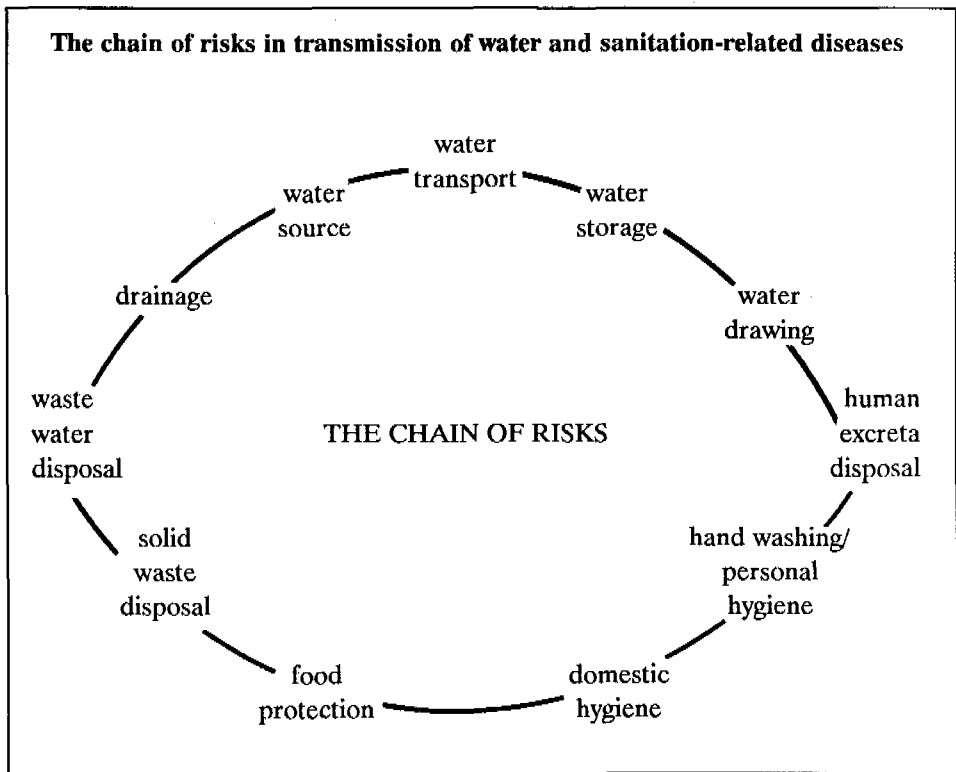 The chain of risks in transmission of water and sanitation-related diseases
water
transport
water
source
water
storage
drainage
water
drawing
waste
water
disposal
THE CHAIN OF RISKS
human
excreta
disposal
solid
waste
disposal
hand washing/
personal
hygiene
food
protection
domestic
hygiene